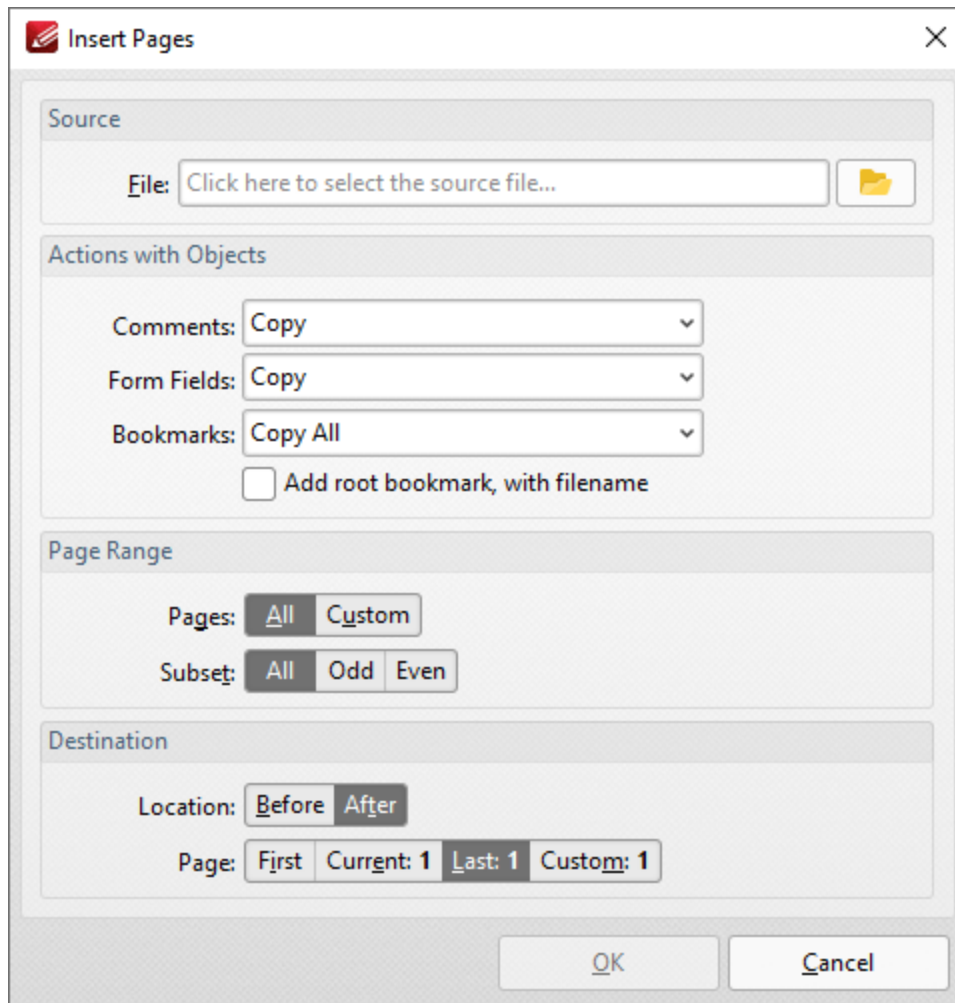 Insert Pages
Source
File: Click here to select the source file...
Actions with Objects
Comments: Copy
Form Fields: Copy
Bookmarks: Copy All
Add root bookmark, with filename
Page Range
Pages: All Custom
Subset: All Odd Even
Destination
Location: Before After
Page: First Current: 1 Last: 1 Custom: 1
OK Cancel